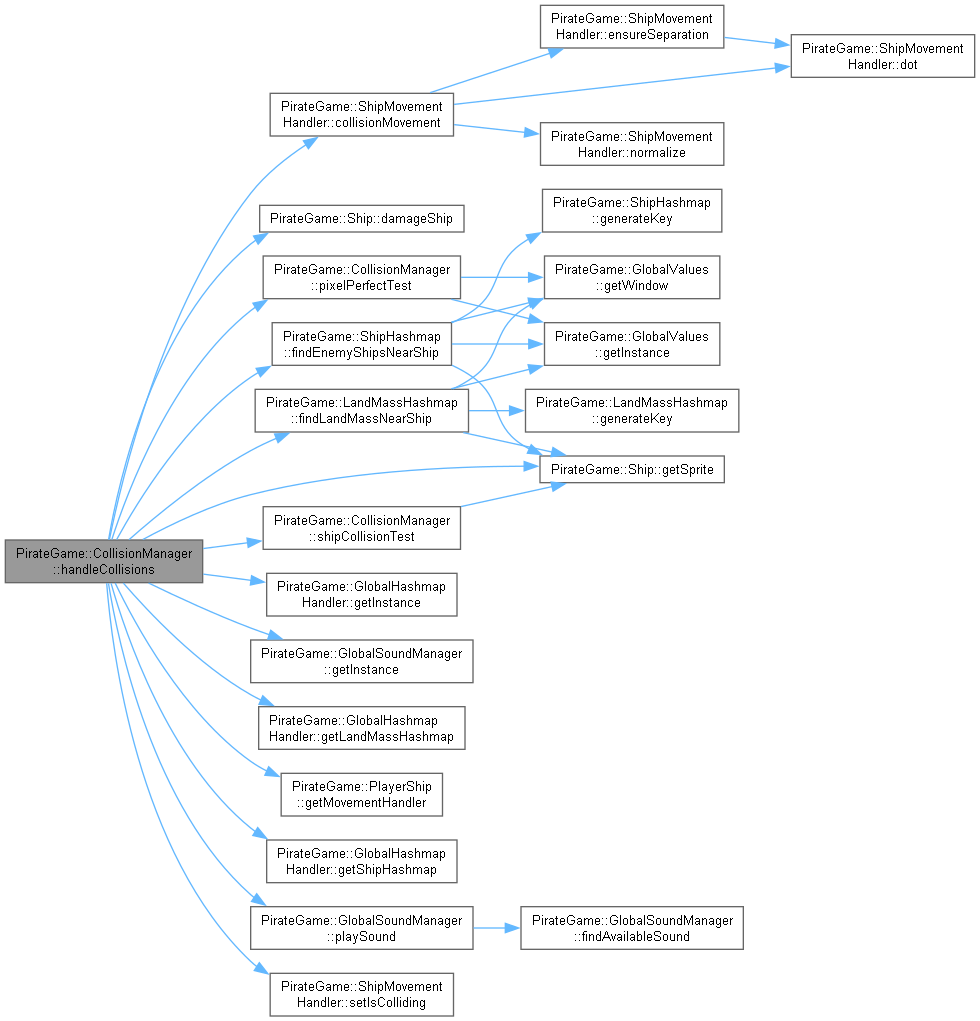 PirateGame::ShipMovement
Handler::ensureSeparation
PirateGame::ShipMovement
Handler::dot
PirateGame::ShipMovement
Handler::collisionMovement
PirateGame::ShipMovement
Handler::normalize
PirateGame::ShipHashmap
::generateKey
PirateGame::Ship::damageShip
PirateGame::CollisionManager
::pixelPerfectTest
PirateGame::GlobalValues
::getWindow
PirateGame::ShipHashmap
::findEnemyShipsNearShip
PirateGame::GlobalValues
::getInstance
PirateGame::LandMassHashmap
::findLandMassNearShip
PirateGame::LandMassHashmap
::generateKey
PirateGame::Ship::getSprite
PirateGame::CollisionManager
::shipCollisionTest
PirateGame::CollisionManager
::handleCollisions
PirateGame::GlobalHashmap
Handler::getInstance
PirateGame::GlobalSoundManager
::getInstance
PirateGame::GlobalHashmap
Handler::getLandMassHashmap
PirateGame::PlayerShip
::getMovementHandler
PirateGame::GlobalHashmap
Handler::getShipHashmap
PirateGame::GlobalSoundManager
::playSound
PirateGame::GlobalSoundManager
::findAvailableSound
PirateGame::ShipMovement
Handler::setIsColliding